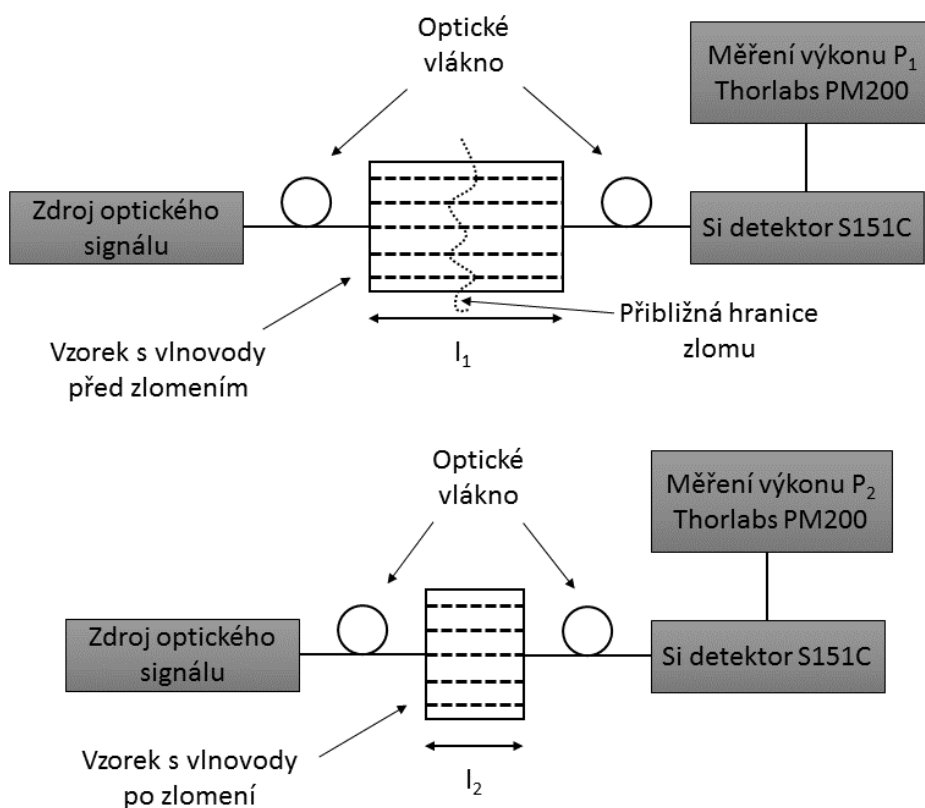 Optické
vlákno
Měření výkonu P₁
Thorlabs PM200
Zdroj optického
signálu
Si detektor S151C
Vzorek s vlnovody
před zlomením
l₁
Přibližná hranice
zlomu
Optické
vlákno
Měření výkonu P₂
Thorlabs PM200
Zdroj optického
signálu
Si detektor S151C
Vzorek s vlnovody
po zlomení
l₂